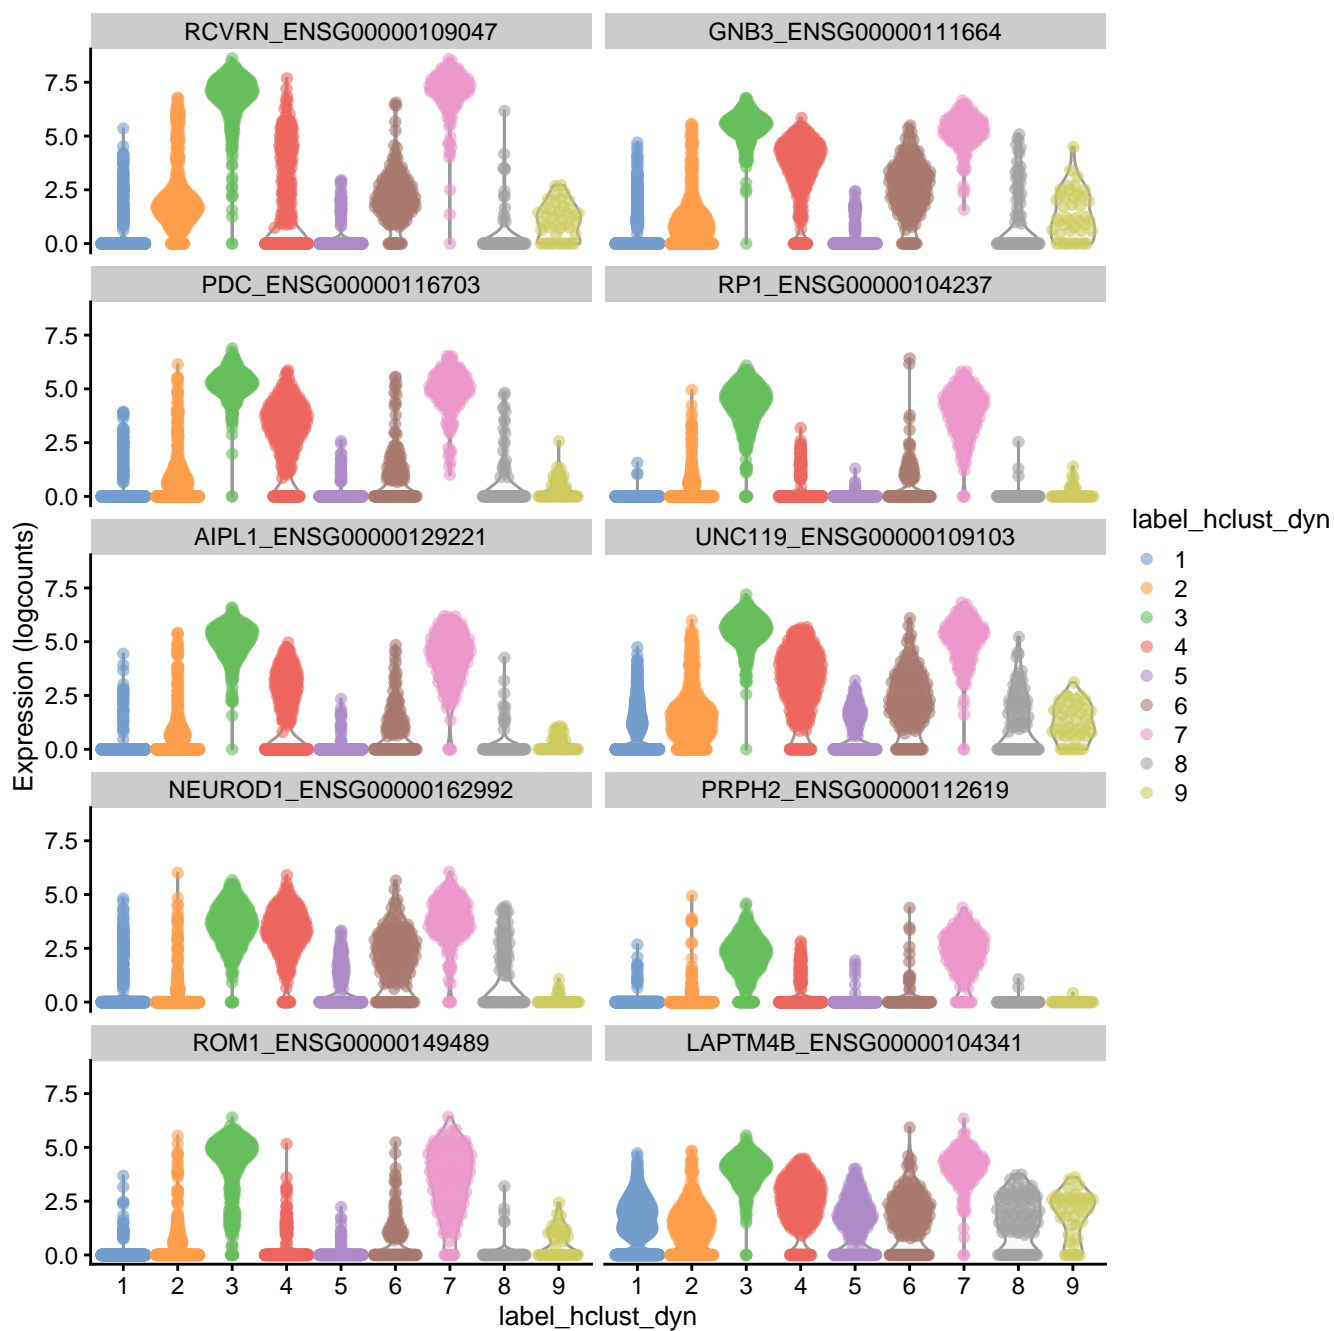 RCVRN_ENSG00000109047
GNB3_ENSG00000111664
7.5
5.0
2.5
0.0
PDC_ENSG00000116703
RP1_ENSG00000104237
7.5
5.0
2.5
0.0
AIPL1_ENSG00000129221
UNC119_ENSG00000109103
7.5
5.0
2.5
0.0
NEUROD1_ENSG00000162992
PRPH2_ENSG00000112619
7.5
5.0
2.5
0.0
ROM1_ENSG00000149489
LAPTM4B_ENSG00000104341
7.5
5.0
2.5
0.0
1 2 3 4 5 6 7 8 9
1 2 3 4 5 6 7 8 9
label_hclust_dyn
Expression (logcounts)
label_hclust_dyn
1
2
3
4
5
6
7
8
9